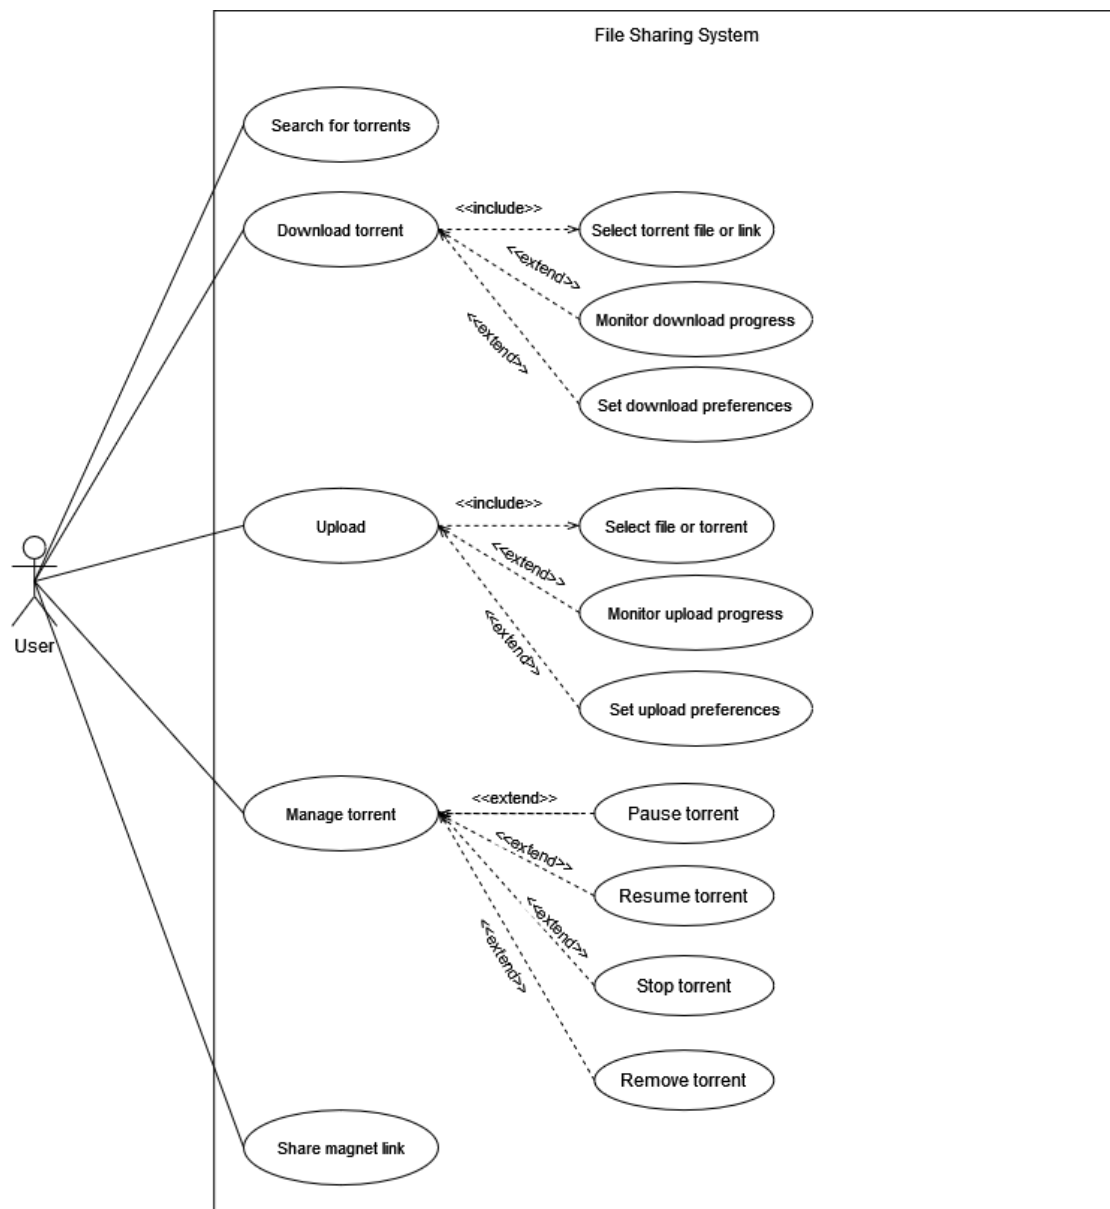 File Sharing System
Search for torrents
Download torrent
<<include>>
Select torrent file or link
<<extend>>
Monitor download progress
<<extend>>
Set download preferences
Upload
<<include>>
Select file or torrent
<<extend>>
Monitor upload progress
<<extend>>
Set upload preferences
User
Manage torrent
<<extend>>
Pause torrent
<<extend>>
Resume torrent
<<extend>>
Stop torrent
<<extend>>
Remove torrent
Share magnet link